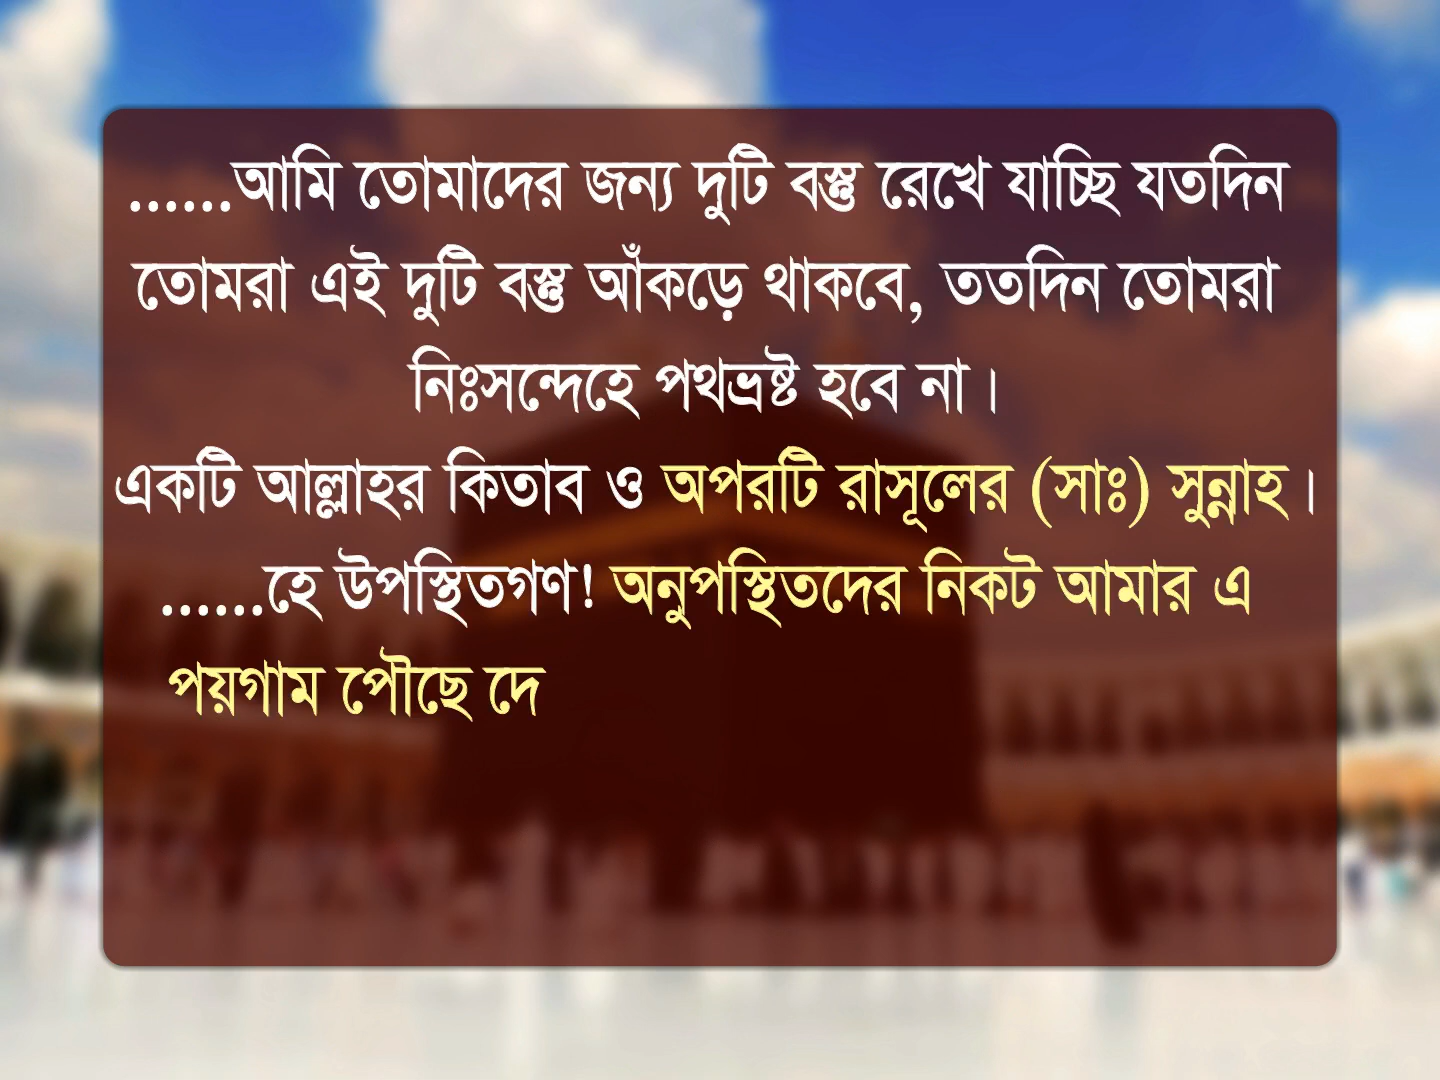 ......আমি তোমাদের জন্য দুটি বস্তু রেখে যাচ্ছি যতদিন
তোমরা এই দুটি বস্তু আঁকড়ে থাকবে, ততদিন তোমরা
নিঃসন্দেহে পথভ্রষ্ট হবে না।
একটি আল্লাহর কিতাব ও অপরটি রাসূলের (সাঃ) সুন্নাহ।
......হে উপস্থিতগণ! অনুপস্থিতদের নিকট আমার এ
পয়গাম পৌছে দে